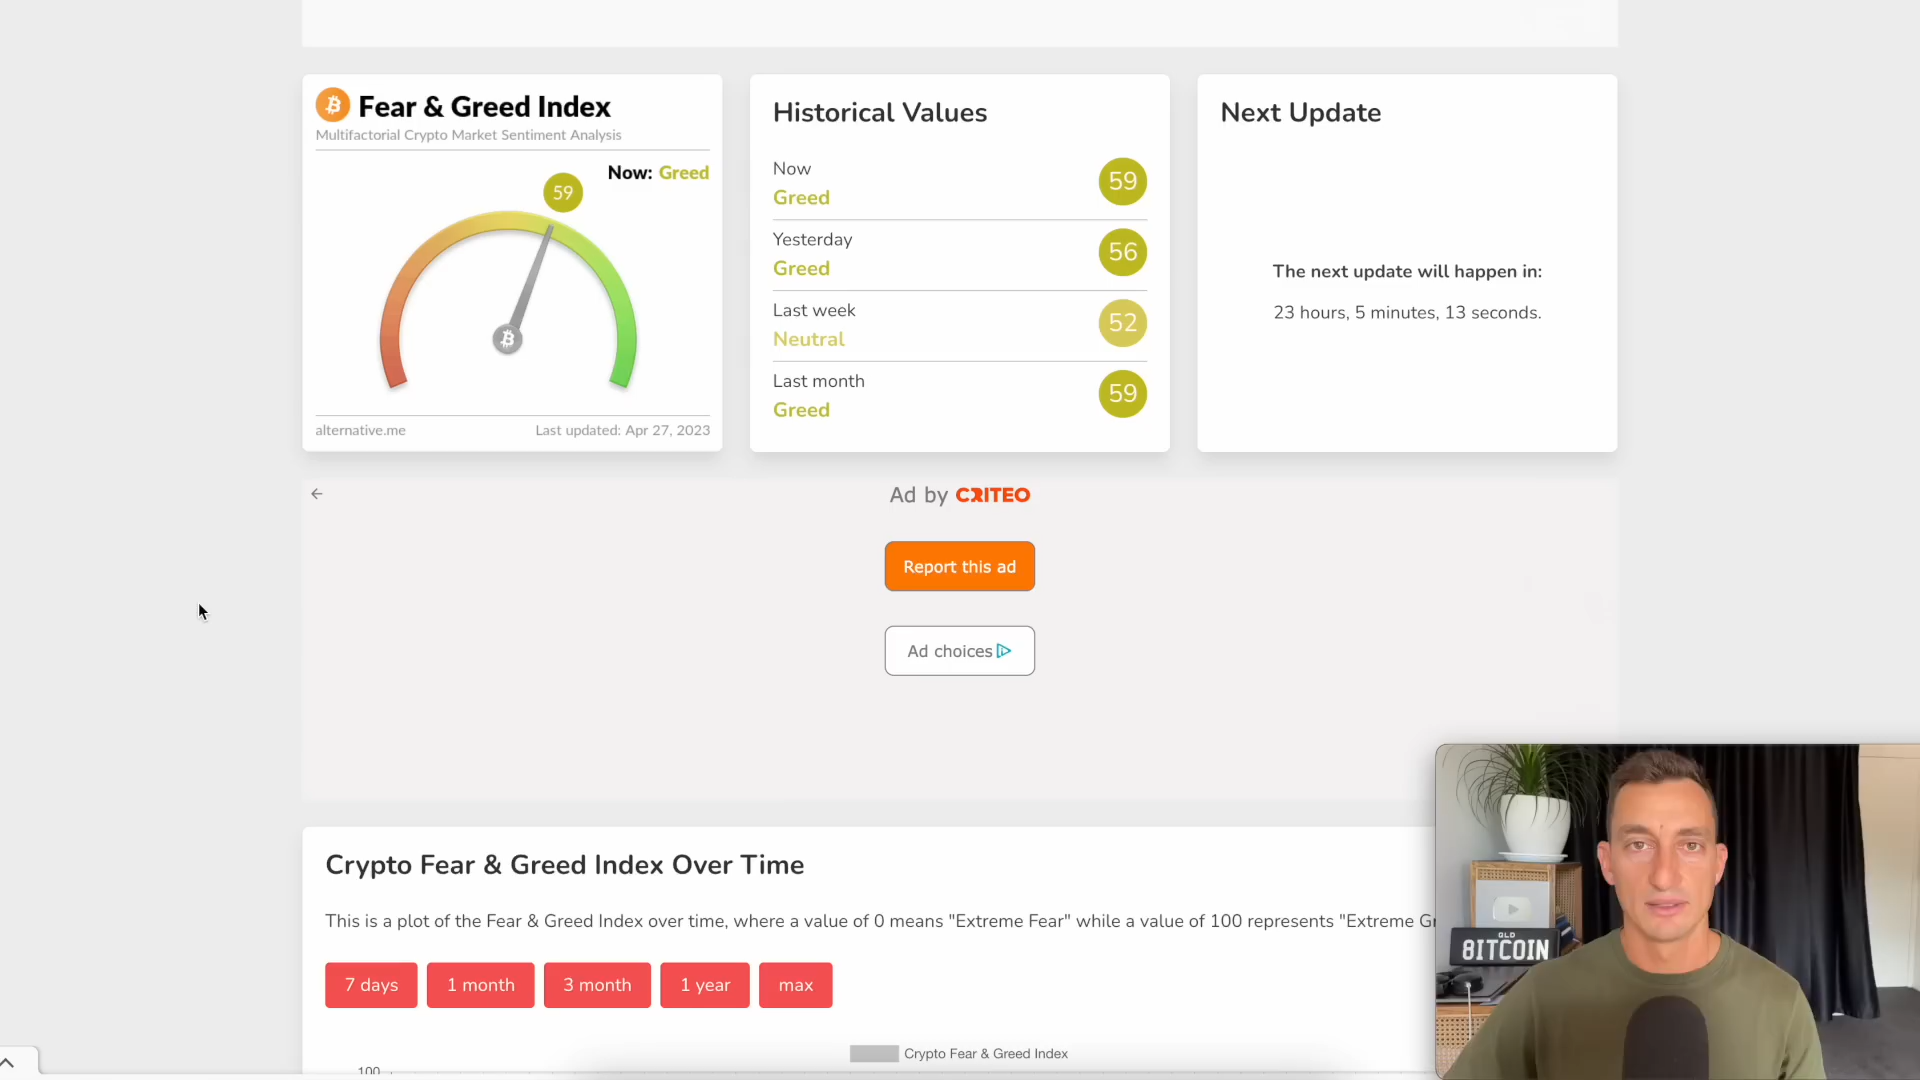 Fear & Greed Index
Multifactorial Crypto Market Sentiment Analysis
Now: Greed
59
alternative.me
Last updated: Apr 27, 2023
Historical Values
Now
Greed
59
Yesterday
Greed
56
Last week
Neutral
52
Last month
Greed
59
Next Update
The next update will happen in:
23 hours, 5 minutes, 13 seconds.
Ad by CRITEO
Report this ad
Ad choices
Crypto Fear & Greed Index Over Time
This is a plot of the Fear & Greed Index over time, where a value of 0 means "Extreme Fear" while a value of 100 represents "Extreme Gr
7 days
1 month
3 month
1 year
max
Crypto Fear & Greed Index
100
QLD
8ITCOIN